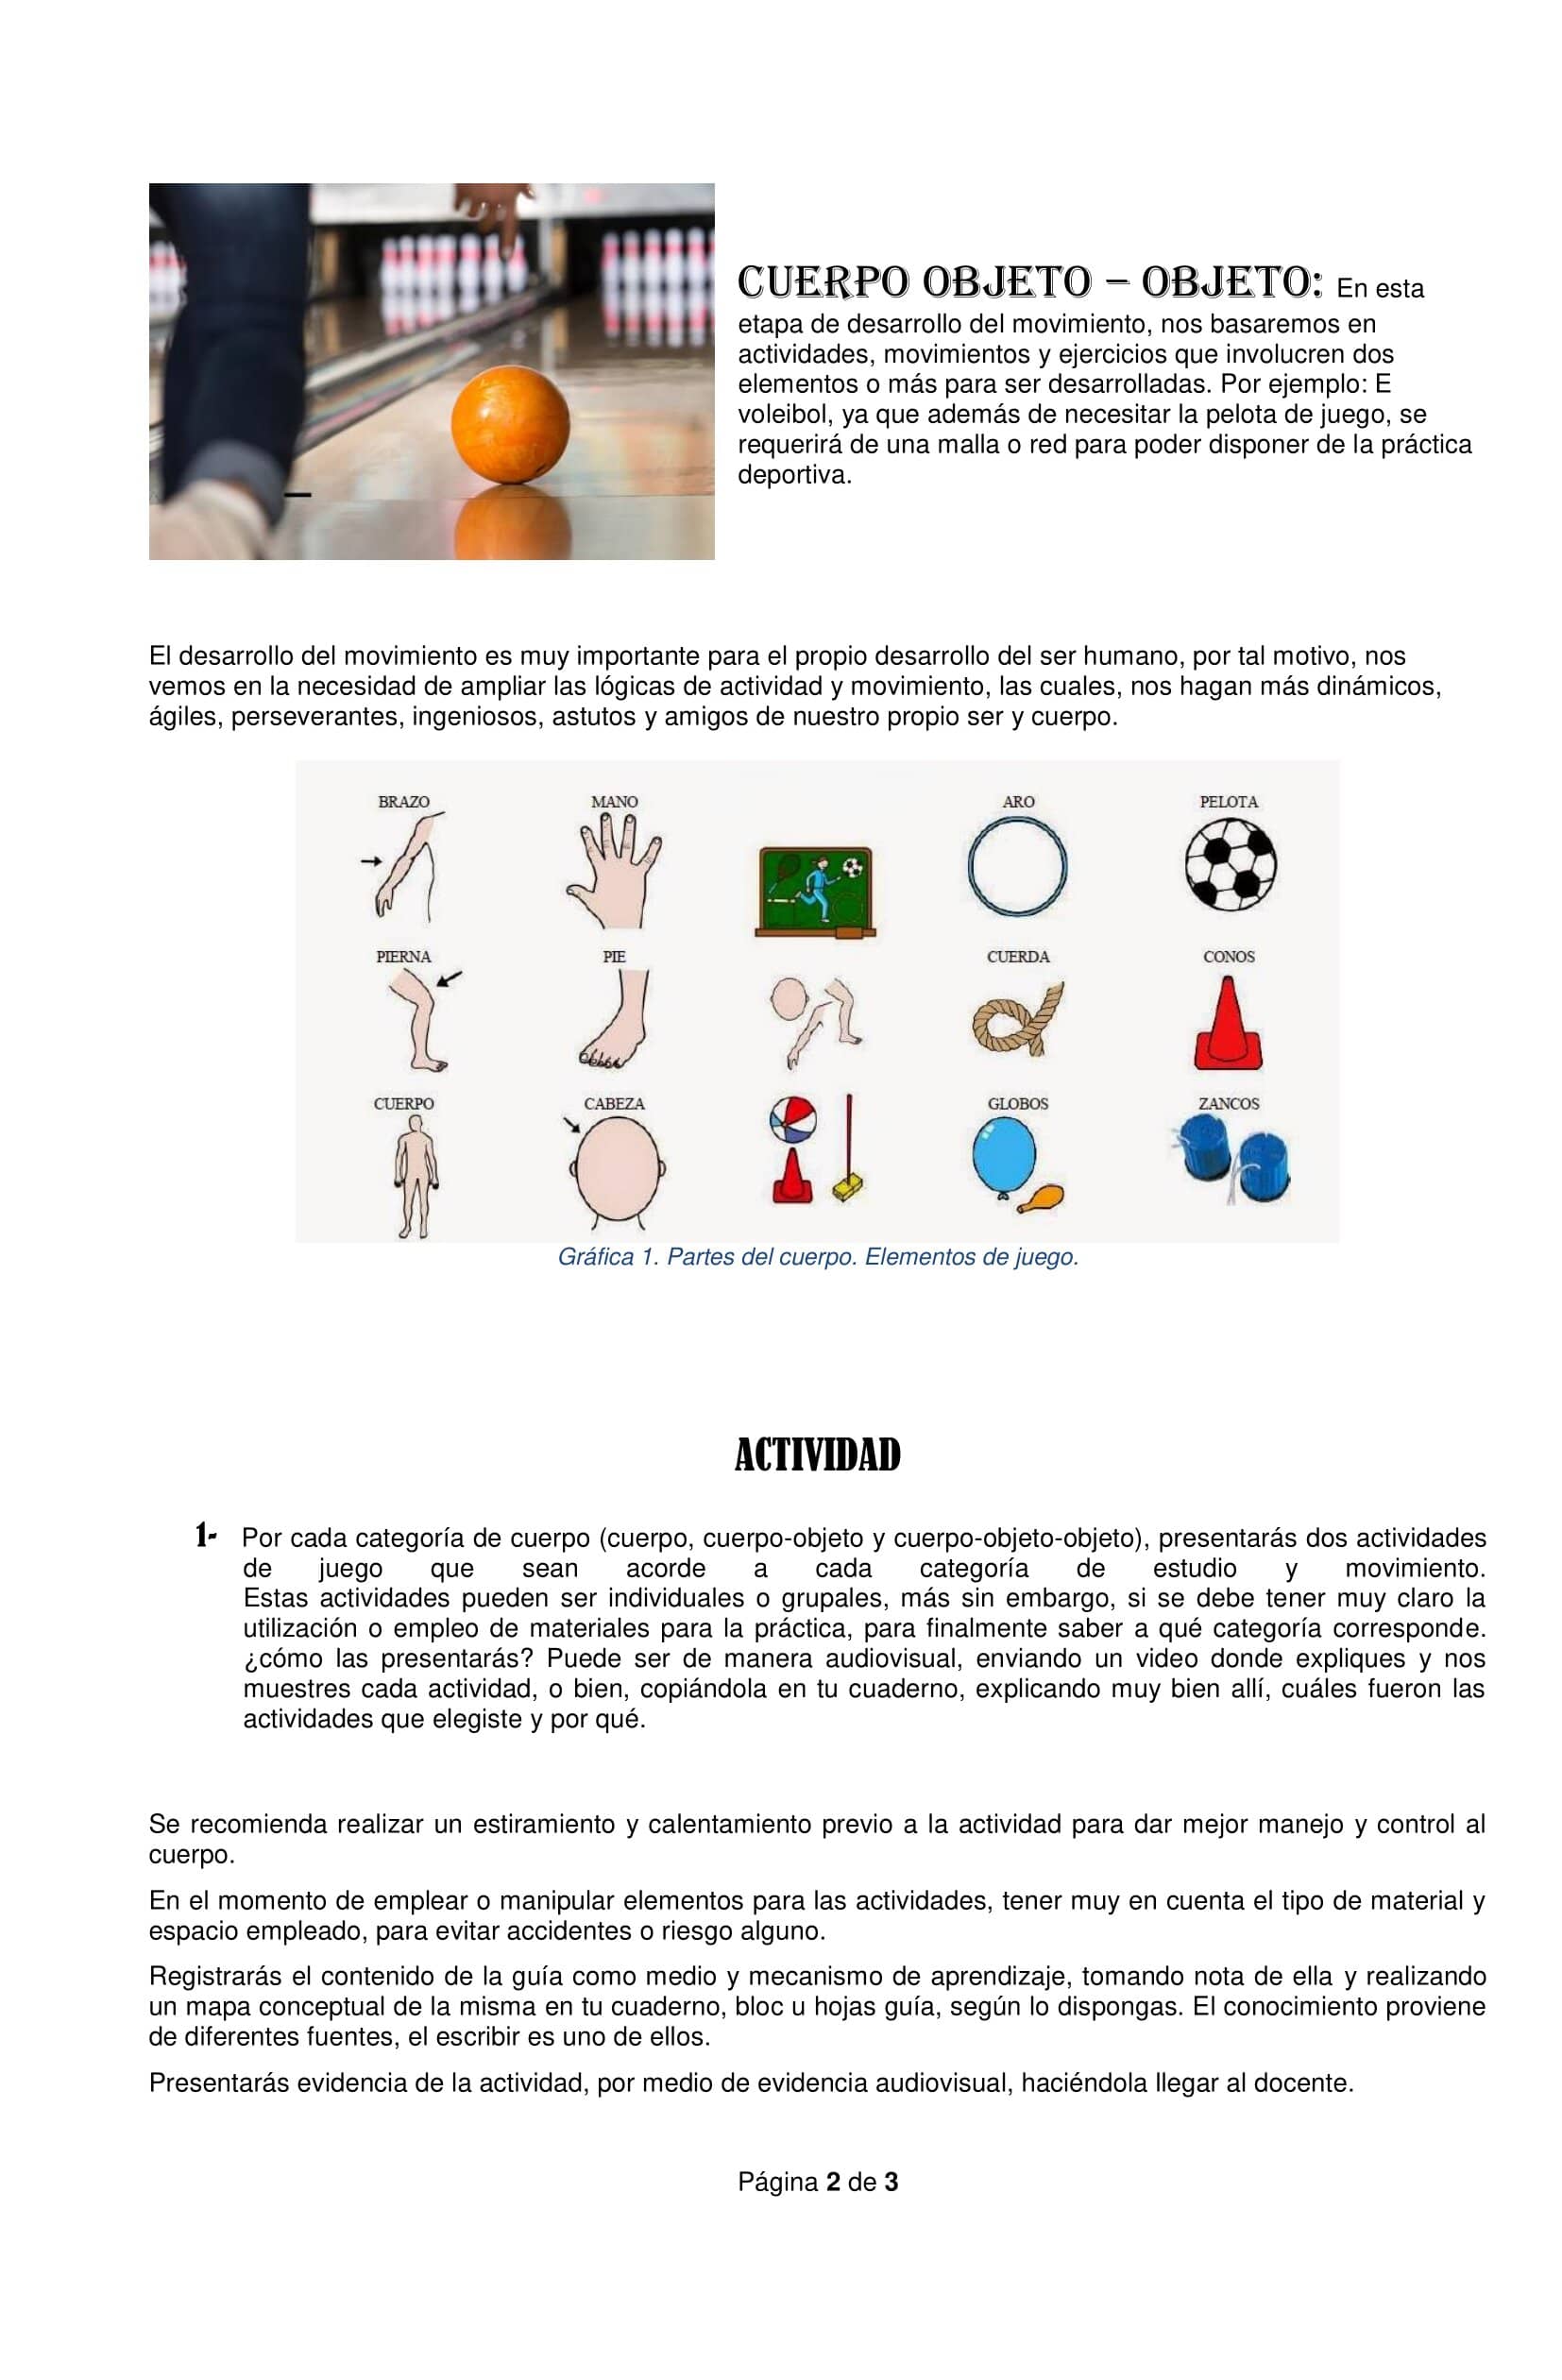 CUERPO OBJETO – OBJETO: En esta
etapa de desarrollo del movimiento, nos basaremos en
actividades, movimientos y ejercicios que involucren dos
elementos o más para ser desarrolladas. Por ejemplo: E
voleibol, ya que además de necesitar la pelota de juego, se
requerirá de una malla o red para poder disponer de la práctica
deportiva.
El desarrollo del movimiento es muy importante para el propio desarrollo del ser humano, por tal motivo, nos
vemos en la necesidad de ampliar las lógicas de actividad y movimiento, las cuales, nos hagan más dinámicos,
ágiles, perseverantes, ingeniosos, astutos y amigos de nuestro propio ser y cuerpo.
BRAZO MANO ARO PELOTA
PIERNA PIE CUERDA CONOS
CUERPO CABEZA GLOBOS ZANCOS
Gráfica 1. Partes del cuerpo. Elementos de juego.
ACTIVIDAD
1- Por cada categoría de cuerpo (cuerpo, cuerpo-objeto y cuerpo-objeto-objeto), presentarás dos actividades
de juego que sean acorde a cada categoría de estudio y movimiento.
Estas actividades pueden ser individuales o grupales, más sin embargo, si se debe tener muy claro la
utilización o empleo de materiales para la práctica, para finalmente saber a qué categoría corresponde.
¿cómo las presentarás? Puede ser de manera audiovisual, enviando un video donde expliques y nos
muestres cada actividad, o bien, copiándola en tu cuaderno, explicando muy bien allí, cuáles fueron las
actividades que elegiste y por qué.
Se recomienda realizar un estiramiento y calentamiento previo a la actividad para dar mejor manejo y control al
cuerpo.
En el momento de emplear o manipular elementos para las actividades, tener muy en cuenta el tipo de material y
espacio empleado, para evitar accidentes o riesgo alguno.
Registrarás el contenido de la guía como medio y mecanismo de aprendizaje, tomando nota de ella y realizando
un mapa conceptual de la misma en tu cuaderno, bloc u hojas guía, según lo dispongas. El conocimiento proviene
de diferentes fuentes, el escribir es uno de ellos.
Presentarás evidencia de la actividad, por medio de evidencia audiovisual, haciéndola llegar al docente.
Página 2 de 3